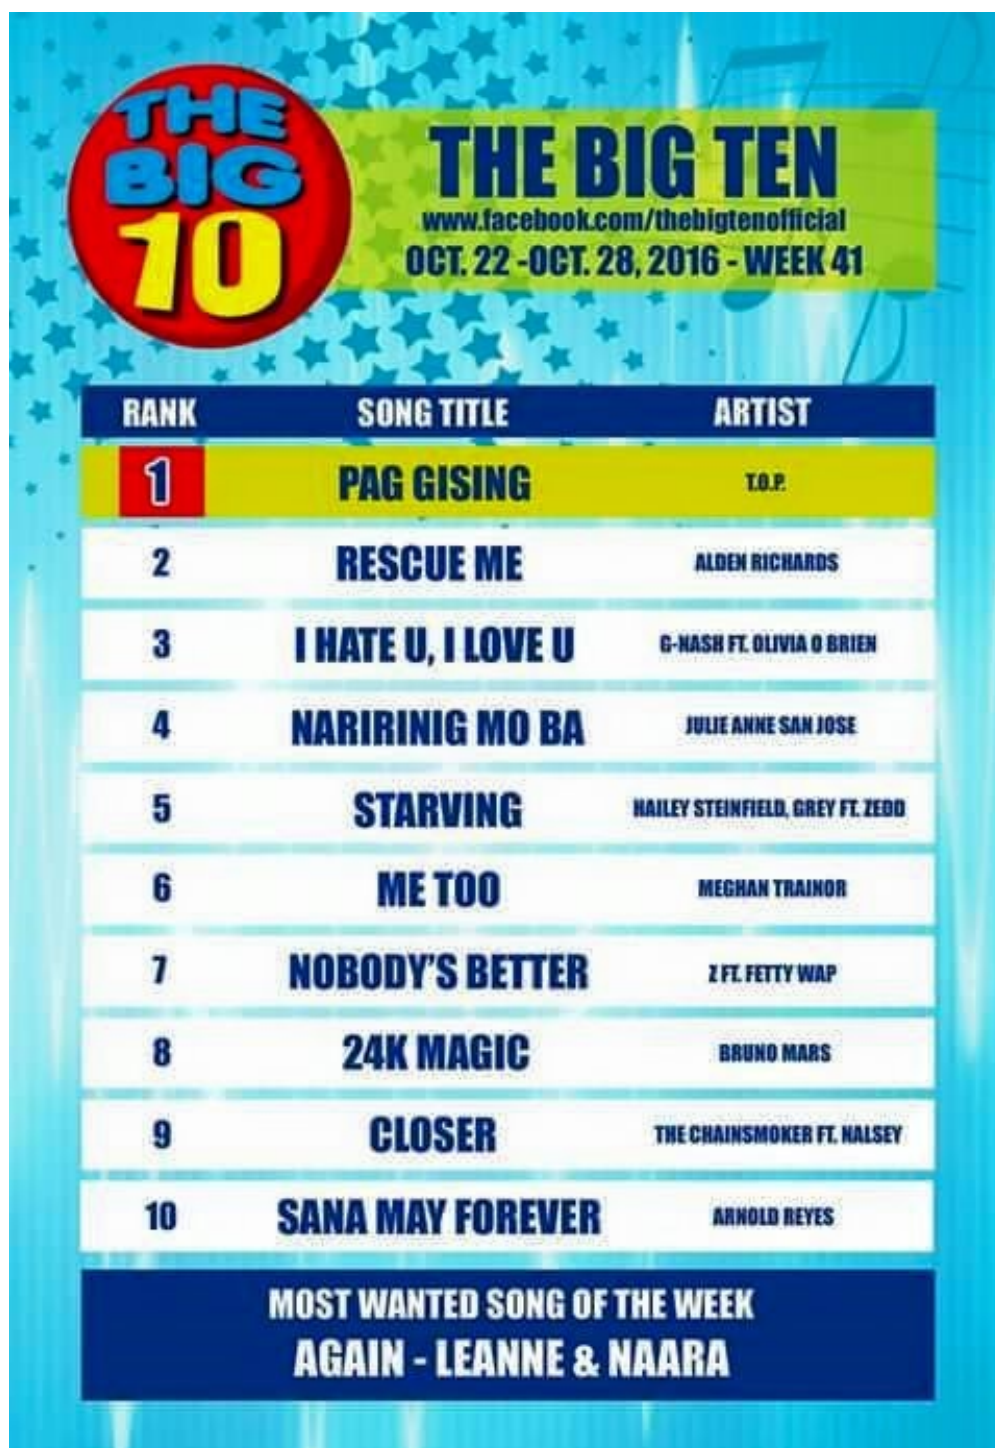 THE
BIG
10
THE BIG TEN
www.facebook.com/thebigtenofficial
OCT. 22 -OCT. 28, 2016 - WEEK 41
RANK SONG TITLE ARTIST
1 PAG GISING T.O.P.
2 RESCUE ME ALDEN RICHARDS
3 I HATE U, I LOVE U G-NASH FT. OLIVIA O BRIEN
4 NARIRINIG MO BA JULIE ANNE SAN JOSE
5 STARVING HAILEY STEINFIELD, GREY FT. ZEDD
6 ME TOO MEGHAN TRAINOR
7 NOBODY'S BETTER Z FT. FETTY WAP
8 24K MAGIC BRUNO MARS
9 CLOSER THE CHAINSMOKER FT. HALSEY
10 SANA MAY FOREVER ARNOLD REYES
MOST WANTED SONG OF THE WEEK
AGAIN - LEANNE & NAARA